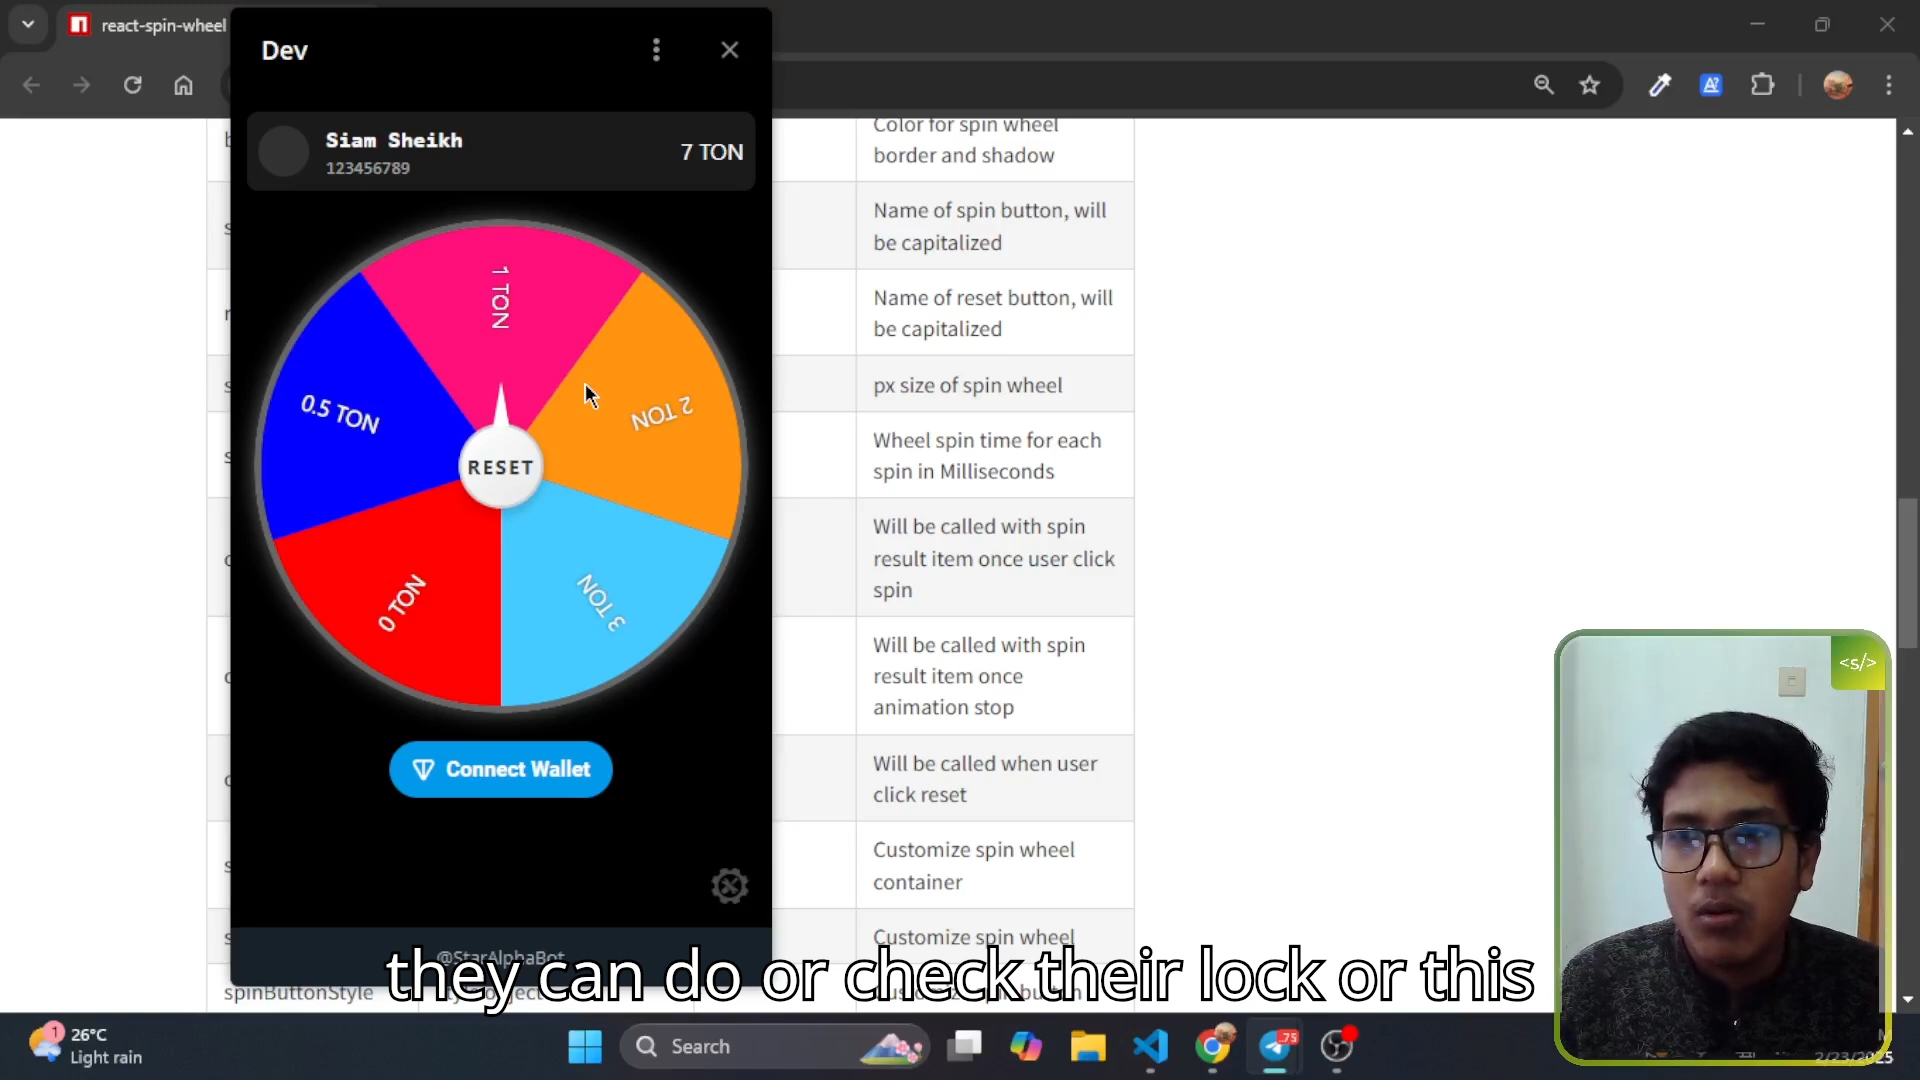 react-spin-wheel
Dev
Siam Sheikh
123456789
7 TON
1 TON
2 TON
3 TON
0 TON
0.5 TON
RESET
Connect Wallet
@StarAlphaBot
Color for spin wheel
border and shadow
Name of spin button, will
be capitalized
Name of reset button, will
be capitalized
px size of spin wheel
Wheel spin time for each
spin in Milliseconds
Will be called with spin
result item once user click
spin
Will be called with spin
result item once
animation stop
Will be called when user
click reset
Customize spin wheel
container
Customize spin wheel
spinButtonStyle
they can do or check their lock or this
<s/>
1
26°C
Light rain
Search
75
2/23/2025